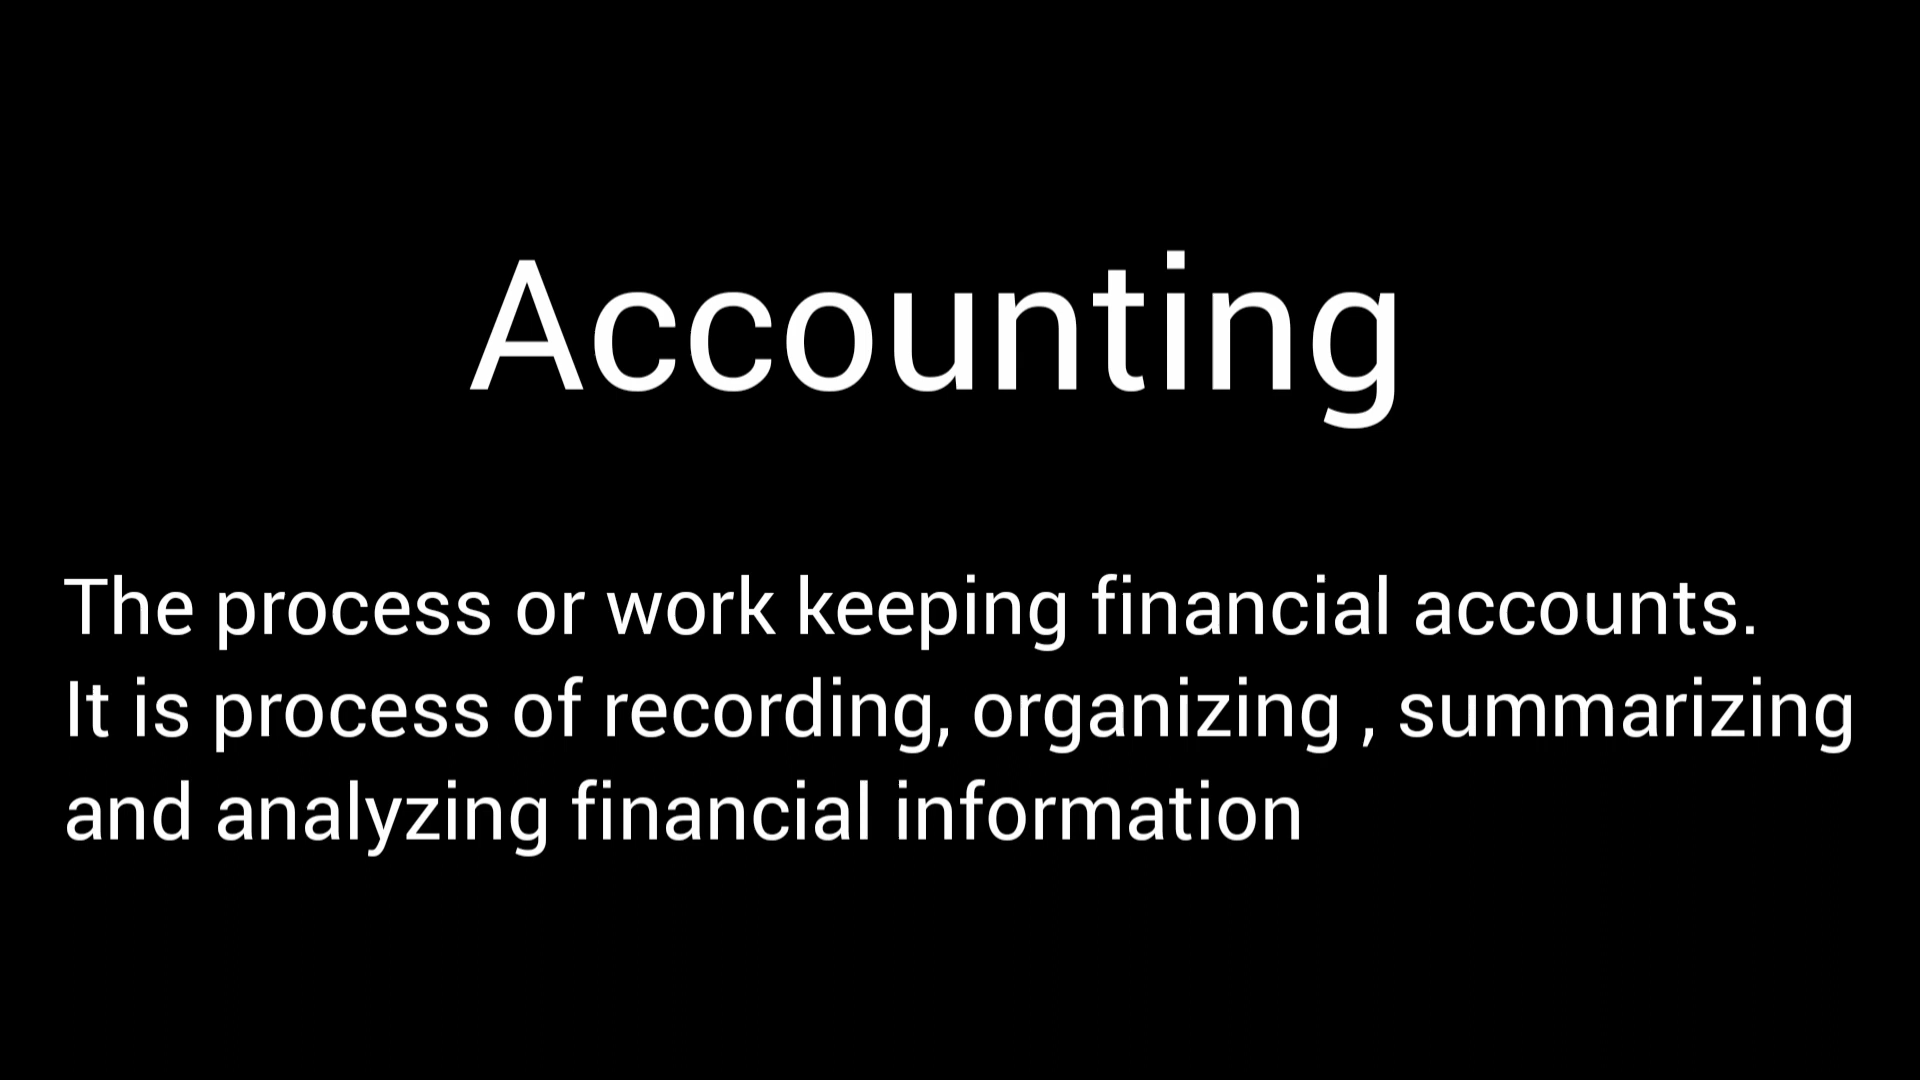 Accounting
The process or work keeping financial accounts.
It is process of recording, organizing , summarizing
and analyzing financial information